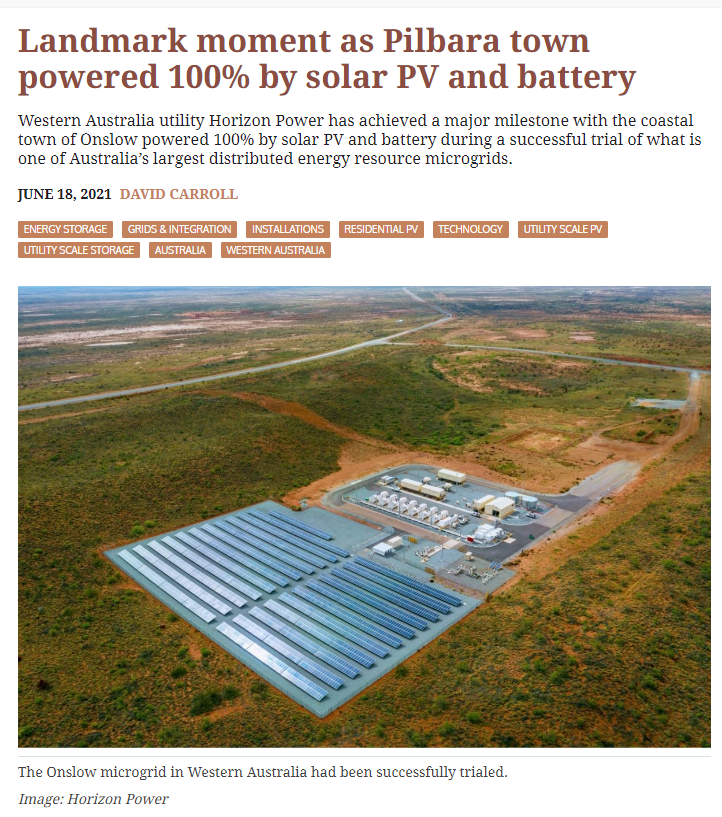 Landmark moment as Pilbara town
powered 100% by solar PV and battery
Western Australia utility Horizon Power has achieved a major milestone with the coastal
town of Onslow powered 100% by solar PV and battery during a successful trial of what is
one of Australia’s largest distributed energy resource microgrids.
JUNE 18, 2021 DAVID CARROLL
ENERGY STORAGE GRIDS & INTEGRATION INSTALLATIONS RESIDENTIAL PV TECHNOLOGY UTILITY SCALE PV
UTILITY SCALE STORAGE AUSTRALIA WESTERN AUSTRALIA
The Onslow microgrid in Western Australia had been successfully trialed.
Image: Horizon Power